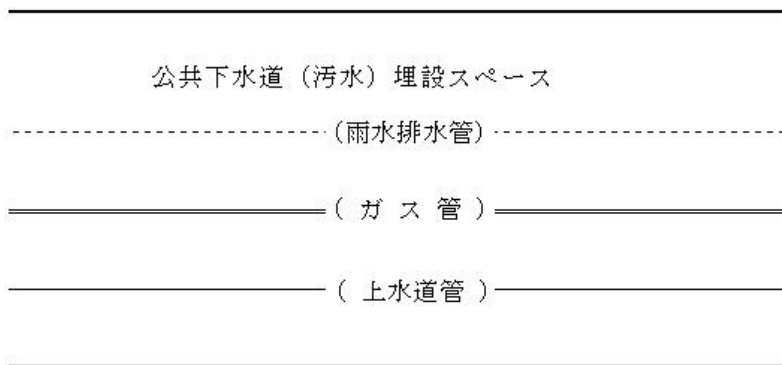 公共下水道（汚水）埋設スペース
(雨水排水管)
( ガ ス 管 )
( 上水道管 )